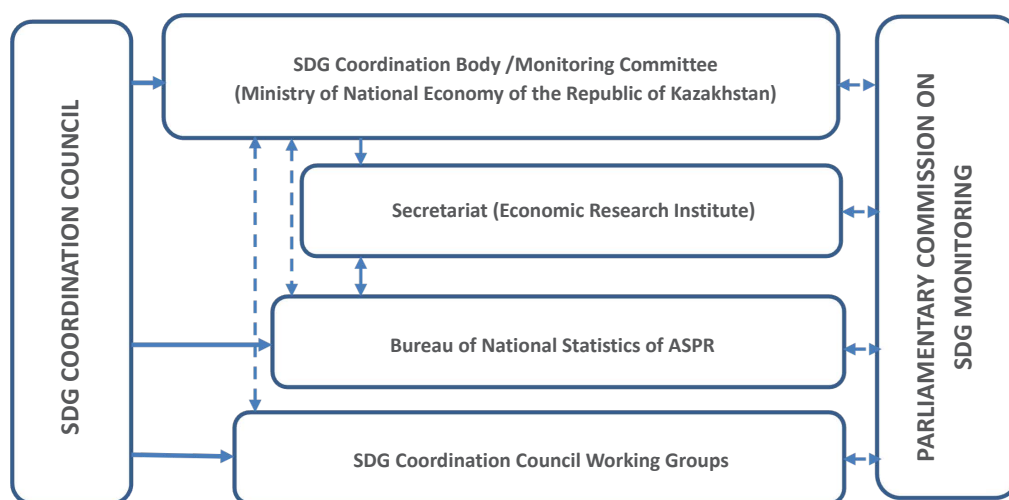 SDG COORDINATION COUNCIL
SDG Coordination Body /Monitoring Committee
(Ministry of National Economy of the Republic of Kazakhstan)
Secretariat (Economic Research Institute)
Bureau of National Statistics of ASPR
SDG Coordination Council Working Groups
PARLIAMENTARY COMMISSION ON
SDG MONITORING